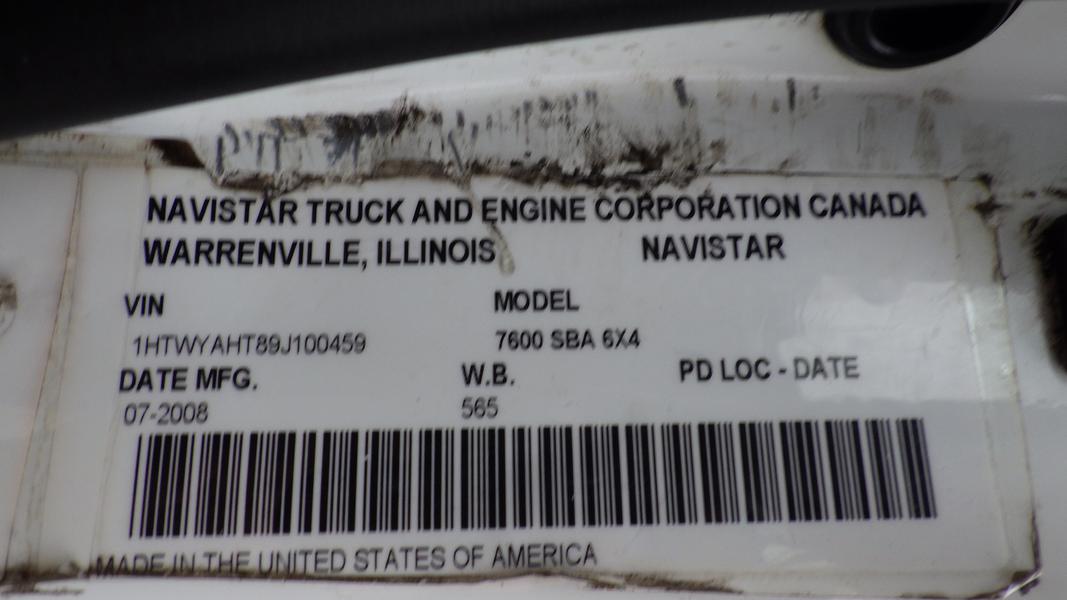 NAVISTAR TRUCK AND ENGINE CORPORATION CANADA
WARRENVILLE, ILLINOIS NAVISTAR
VIN MODEL
1HTWYAHT89J100459 7600 SBA 6X4
DATE MFG. W.B. PD LOC - DATE
07-2008 565
MADE IN THE UNITED STATES OF AMERICA